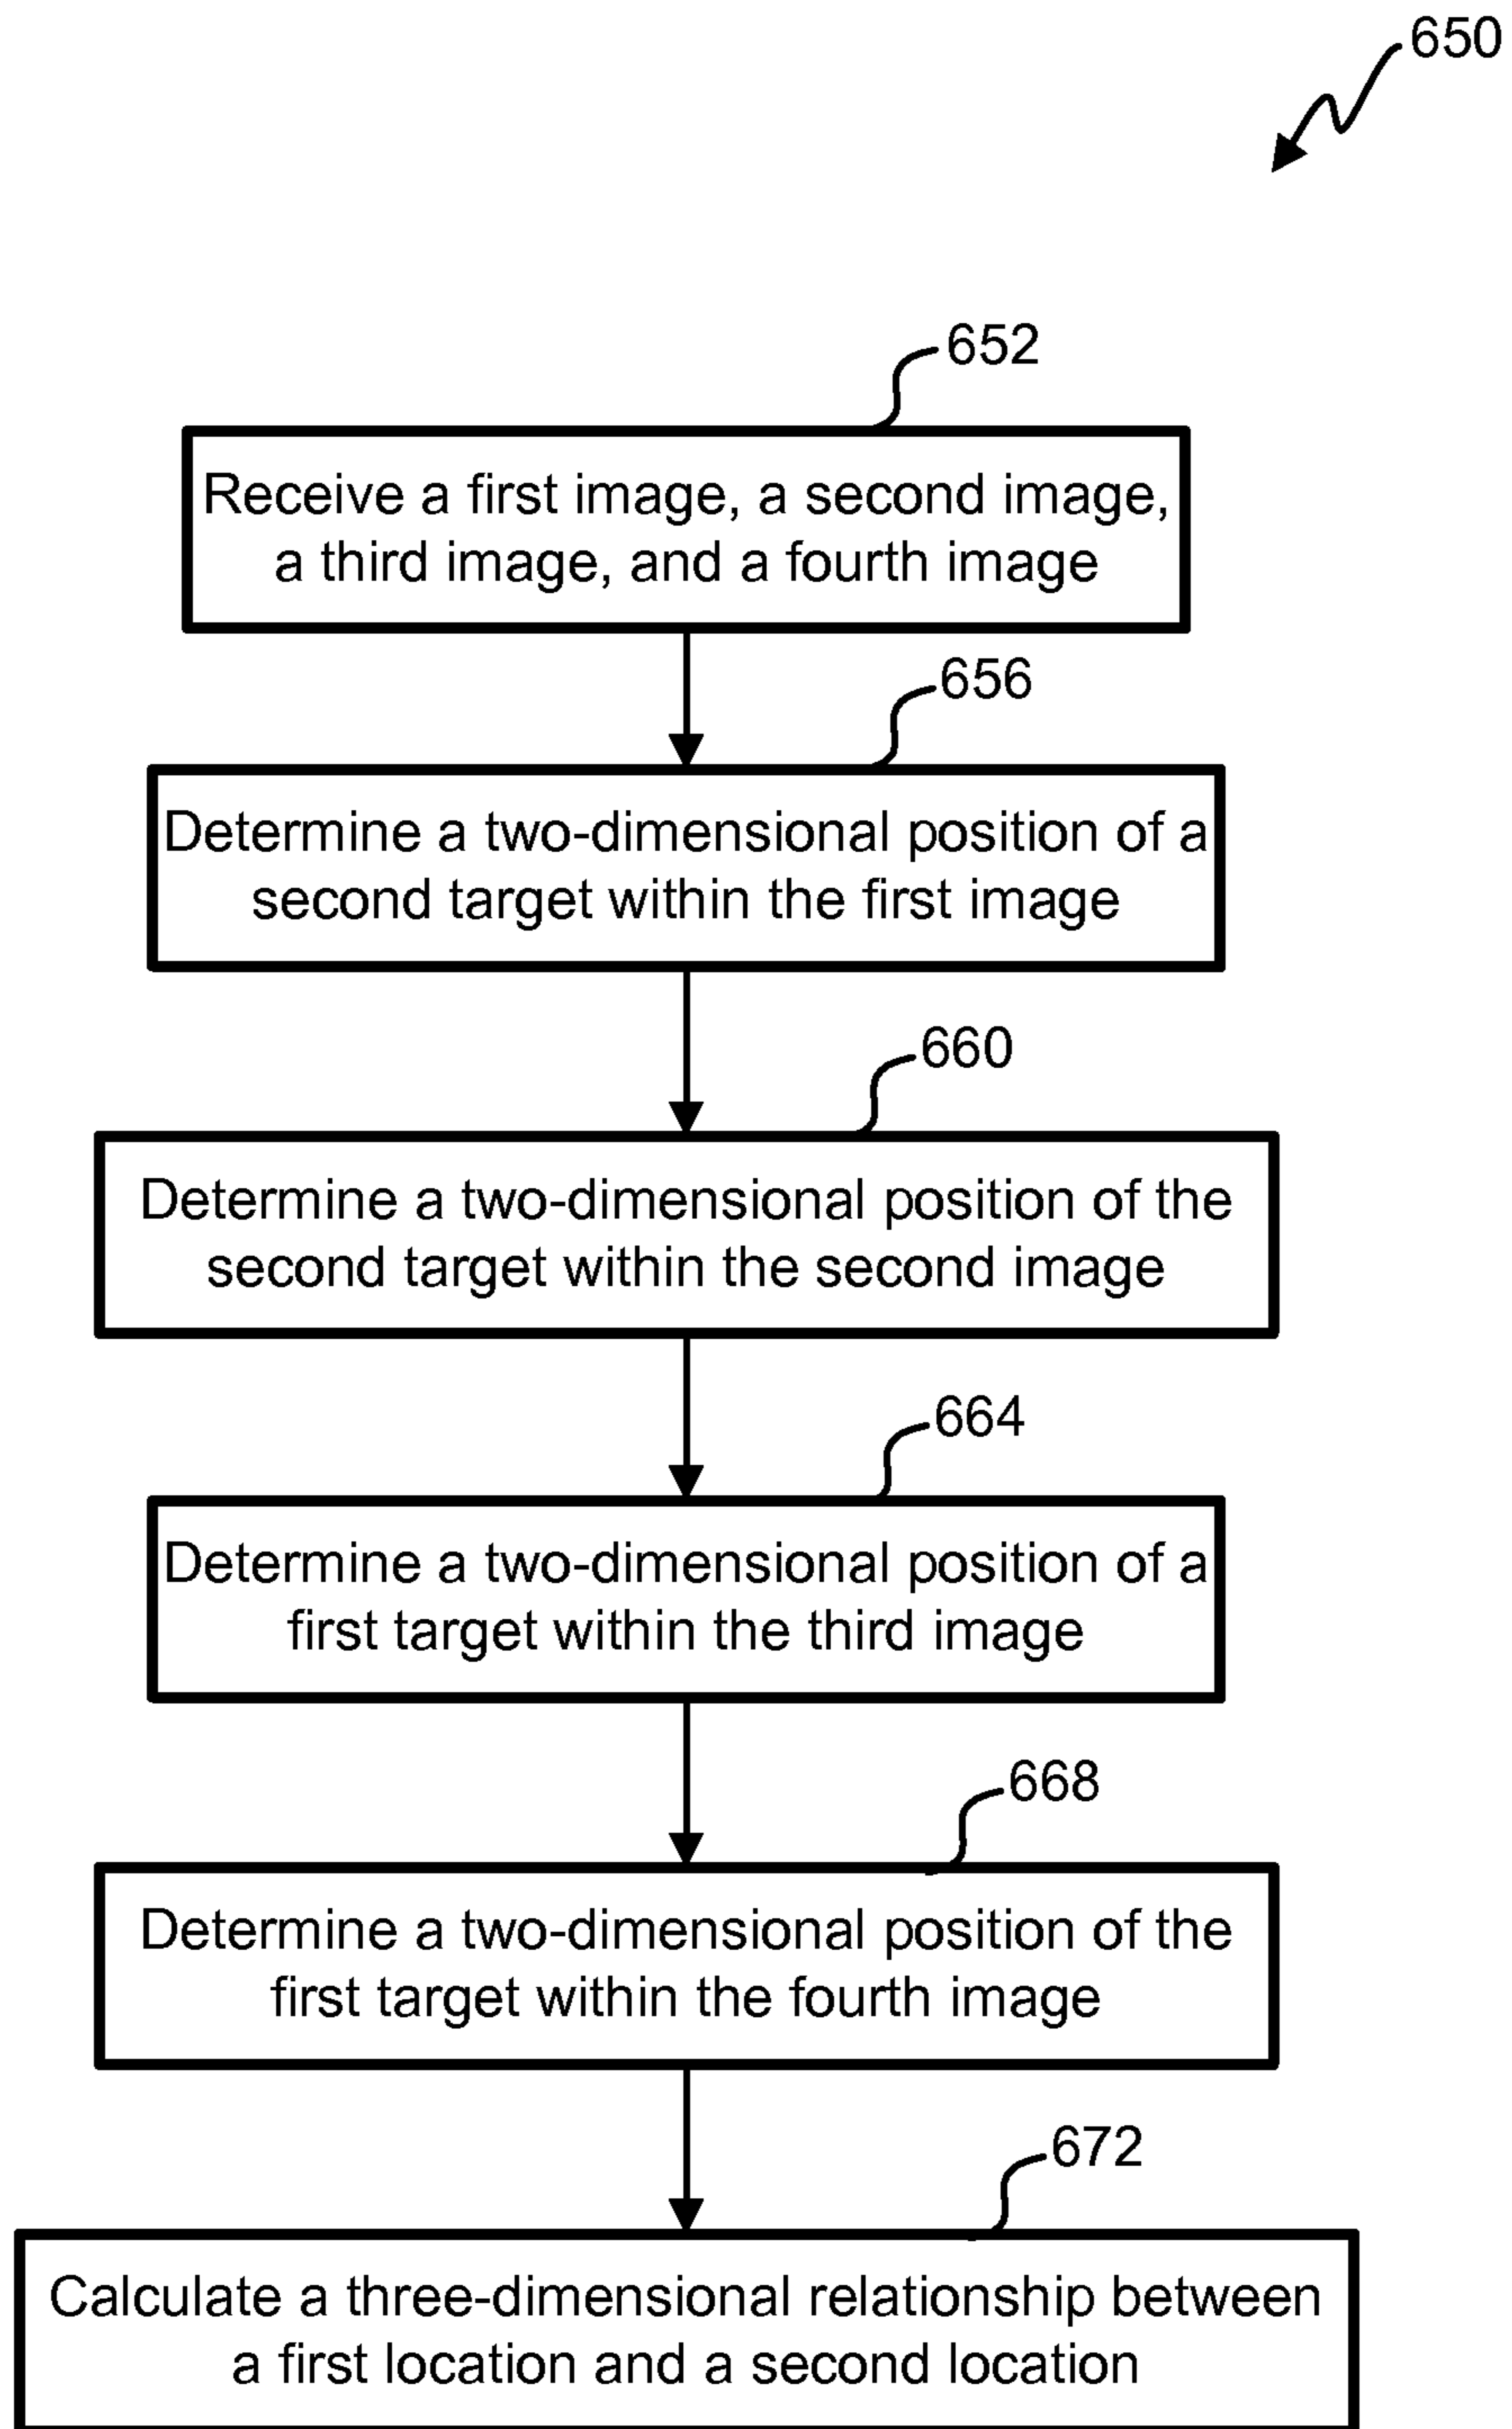 650
652
Receive a first image, a second image,
a third image, and a fourth image
656
Determine a two-dimensional position of a
second target within the first image
660
Determine a two-dimensional position of the
second target within the second image
664
Determine a two-dimensional position of a
first target within the third image
668
Determine a two-dimensional position of the
first target within the fourth image
672
Calculate a three-dimensional relationship between
a first location and a second location